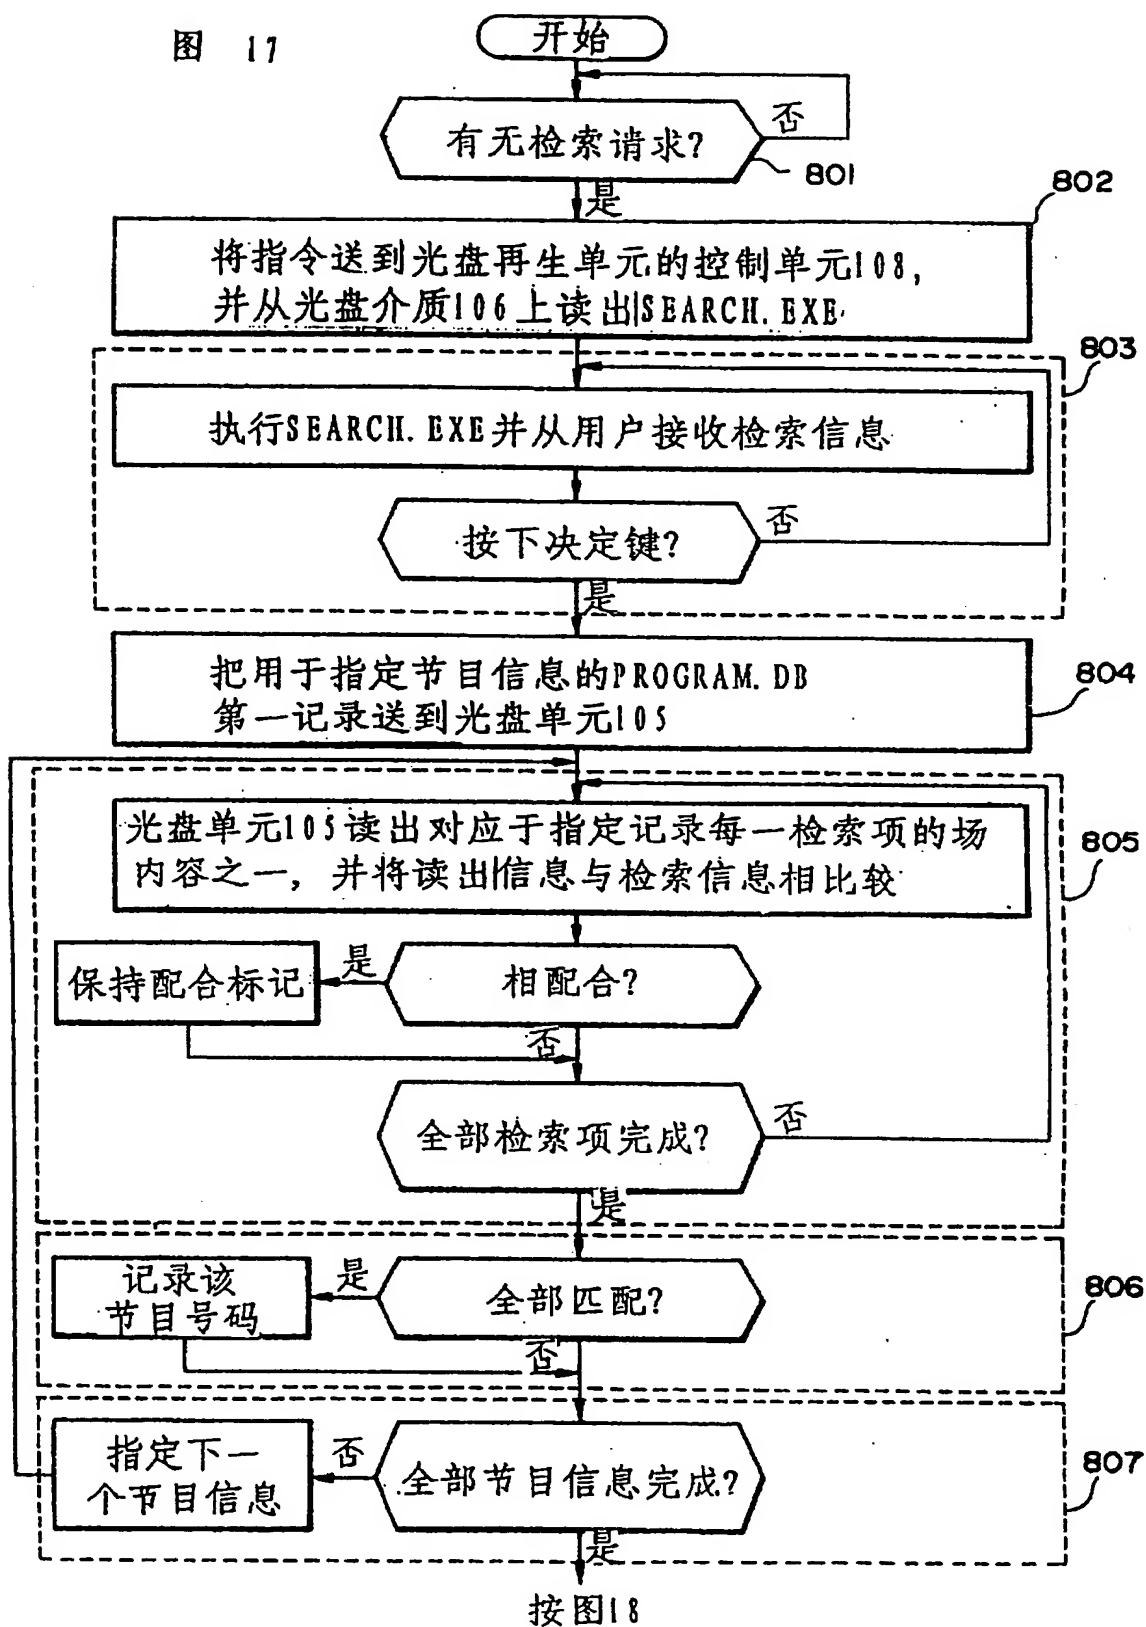 图 17
开始
有无检索请求?
否
801
是
802
将指令送到光盘再生单元的控制单元108,
并从光盘介质106上读出SEARCH.EXE
803
执行SEARCH.EXE并从用户接收检索信息
按下决定键?
否
是
804
把用于指定节目信息的PROGRAM.DB
第一记录送到光盘单元105
805
光盘单元105读出对应于指定记录每一检索项的场
内容之一, 并将读出信息与检索信息相比较
保持配合标记
是
相配合?
否
全部检索项完成?
否
是
806
记录该
节目号码
是
全部匹配?
否
807
指定下一
个节目信息
否
全部节目信息完成?
是
按图18